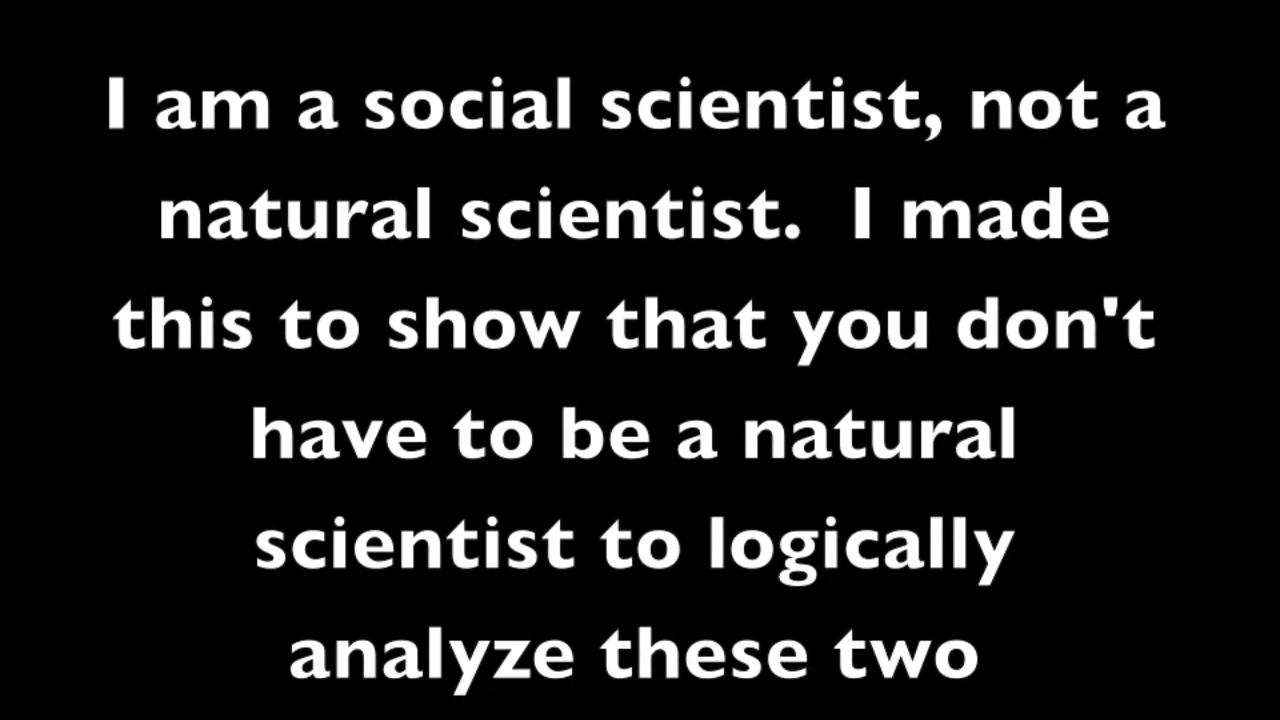 I am a social scientist, not a
natural scientist.  I made
this to show that you don't
have to be a natural
scientist to logically
analyze these two